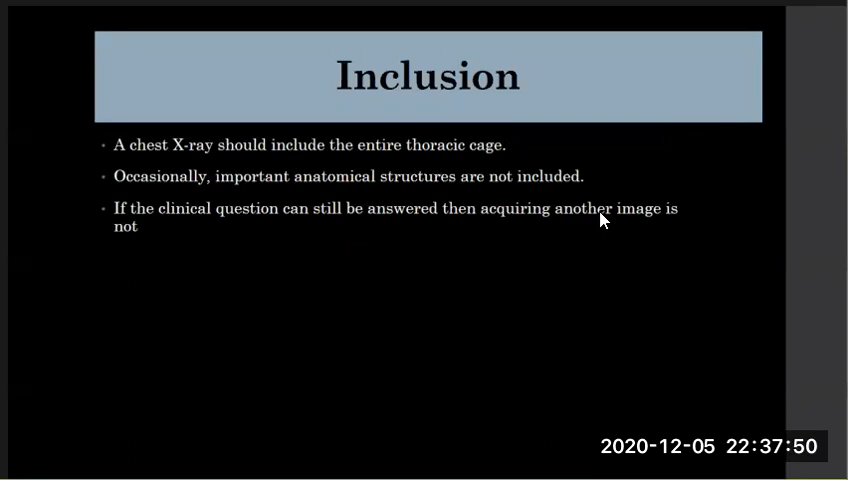 Inclusion
A chest X-ray should include the entire thoracic cage.
Occasionally, important anatomical structures are not included.
If the clinical question can still be answered then acquiring another image is
not
2020-12-05 22:37:50